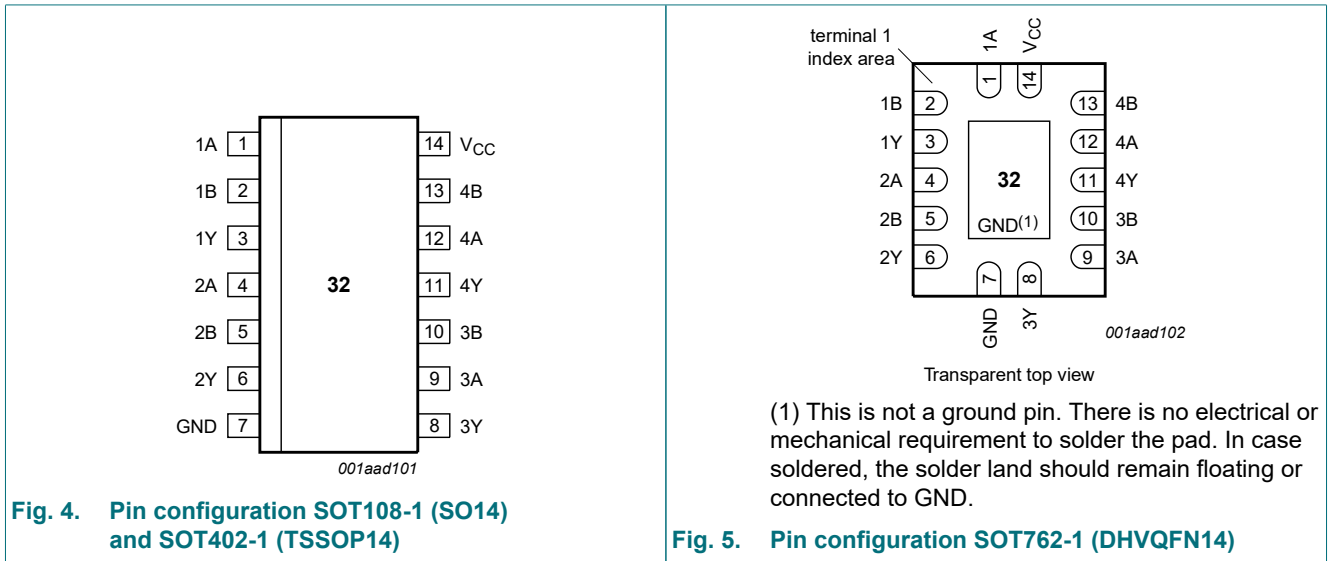 1A 1
1B 2
1Y 3
2A 4
2B 5
2Y 6
GND 7
32
14 VCC
13 4B
12 4A
11 4Y
10 3B
9 3A
8 3Y
001aad101
Fig. 4. Pin configuration SOT108-1 (SO14)
and SOT402-1 (TSSOP14)
terminal 1
index area
1A
VCC
1
14
1B 2
1Y 3
2A 4
2B 5
2Y 6
32
GND(1)
13 4B
12 4A
11 4Y
10 3B
9 3A
7
8
GND
3Y
001aad102
Transparent top view
(1) This is not a ground pin. There is no electrical or
mechanical requirement to solder the pad. In case
soldered, the solder land should remain floating or
connected to GND.
Fig. 5. Pin configuration SOT762-1 (DHVQFN14)